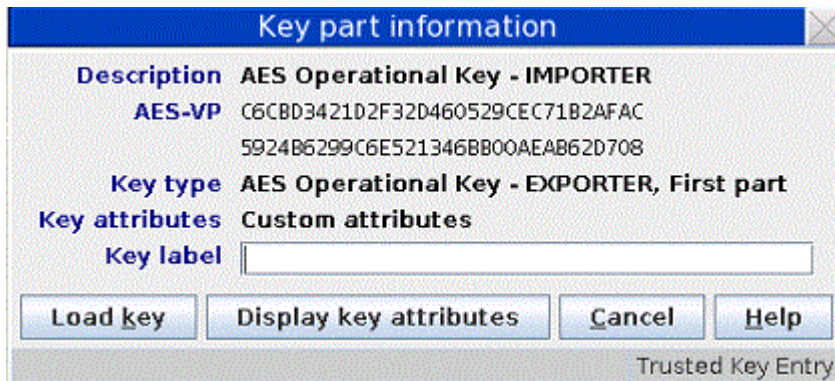 Key part information
Description AES Operational Key - IMPORTER
AES-VP C6CBD3421D2F32D460529CEC71B2AFAC
5924B6299C6E521346BB00AEAB62D708
Key type AES Operational Key - EXPORTER, First part
Key attributes Custom attributes
Key label
Load key Display key attributes Cancel Help
Trusted Key Entry